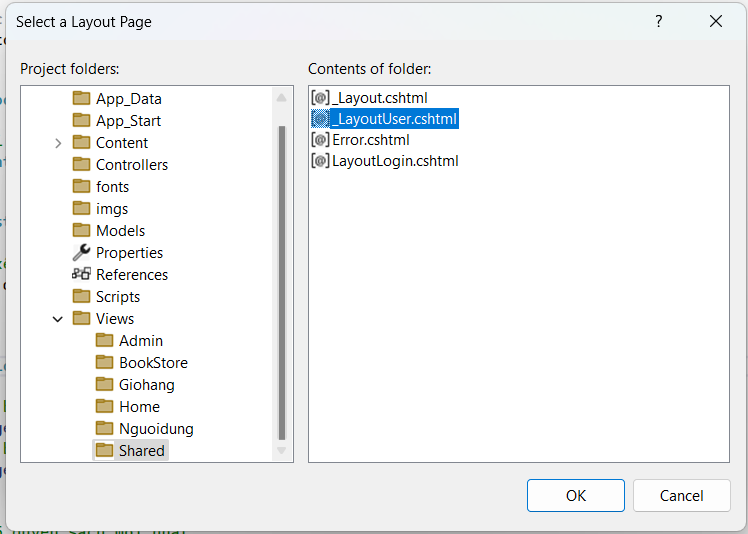 Select a Layout Page
?
Project folders:
Contents of folder:
App_Data
App_Start
Content
Controllers
fonts
imgs
Models
Properties
References
Scripts
Views
Admin
BookStore
Giohang
Home
Nguoidung
Shared
[@] _Layout.cshtml
[@] _LayoutUser.cshtml
[@] Error.cshtml
[@] LayoutLogin.cshtml
OK
Cancel